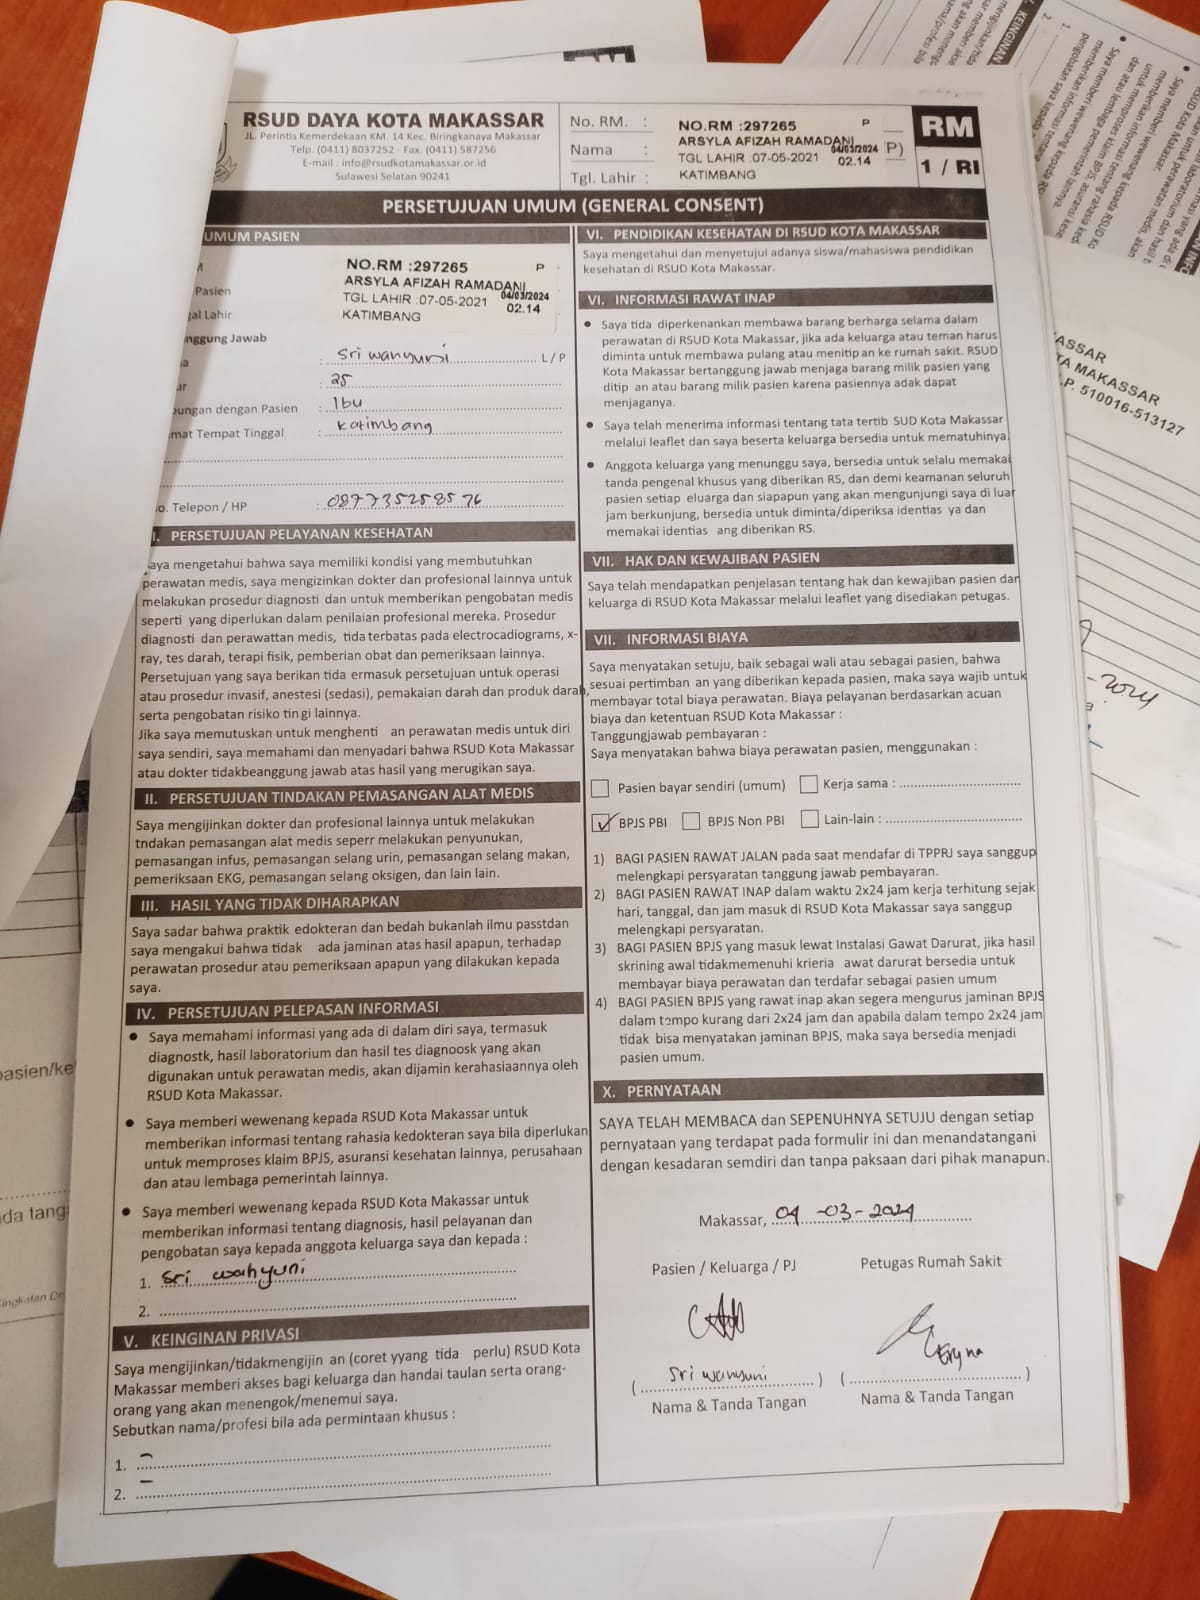 RSUD DAYA KOTA MAKASSAR
JL. Perintis Kemerdekaan KM. 14 Kec. Biringkanaya Makassar
Telp. (0411) 8037252 - Fax. (0411) 587256
E-mail : info@rsudkotamakassar.or.id
Sulawesi Selatan 90241
No. RM. :
Nama :
Tgl. Lahir :
NO.RM :297265 P
ARSYLA AFIZAH RAMADANI
TGL LAHIR :07-05-2021 04/03/2024 P)
KATIMBANG 02.14
RM
1 / RI
PERSETUJUAN UMUM (GENERAL CONSENT)
UMUM PASIEN
NO.RM :297265 P
Pasien ARSYLA AFIZAH RAMADANI
TGL LAHIR :07-05-2021 04/03/2024
al Lahir KATIMBANG 02.14
nggung Jawab
a : Sri wahyuni L / P
ur : 25
ungan dengan Pasien : Ibu
mat Tempat Tinggal : Katimbang
o. Telepon / HP : 087735258576
I. PERSETUJUAN PELAYANAN KESEHATAN
aya mengetahui bahwa saya memiliki kondisi yang membutuhkan
perawatan medis, saya mengizinkan dokter dan profesional lainnya untuk
melakukan prosedur diagnosti dan untuk memberikan pengobatan medis
seperti yang diperlukan dalam penilaian profesional mereka. Prosedur
diagnosti dan perawattan medis, tida terbatas pada electrocadiograms, x-
ray, tes darah, terapi fisik, pemberian obat dan pemeriksaan lainnya.
Persetujuan yang saya berikan tida ermasuk persetujuan untuk operasi
atau prosedur invasif, anestesi (sedasi), pemakaian darah dan produk darah,
serta pengobatan risiko tin gi lainnya.
Jika saya memutuskan untuk menghenti an perawatan medis untuk diri
saya sendiri, saya memahami dan menyadari bahwa RSUD Kota Makassar
atau dokter tidakbeanggung jawab atas hasil yang merugikan saya.
II. PERSETUJUAN TINDAKAN PEMASANGAN ALAT MEDIS
Saya mengijinkan dokter dan profesional lainnya untuk melakukan
tndakan pemasangan alat medis seperr melakukan penyunukan,
pemasangan infus, pemasangan selang urin, pemasangan selang makan,
pemeriksaan EKG, pemasangan selang oksigen, dan lain lain.
III. HASIL YANG TIDAK DIHARAPKAN
Saya sadar bahwa praktik edokteran dan bedah bukanlah ilmu passtdan
saya mengakui bahwa tidak ada jaminan atas hasil apapun, terhadap
perawatan prosedur atau pemeriksaan apapun yang dilakukan kepada
saya.
IV. PERSETUJUAN PELEPASAN INFORMASI
• Saya memahami informasi yang ada di dalam diri saya, termasuk
diagnostk, hasil laboratorium dan hasil tes diagnoosk yang akan
digunakan untuk perawatan medis, akan dijamin kerahasiaannya oleh
RSUD Kota Makassar.
• Saya memberi wewenang kepada RSUD Kota Makassar untuk
memberikan informasi tentang rahasia kedokteran saya bila diperlukan
untuk memproses klaim BPJS, asuransi kesehatan lainnya, perusahaan
dan atau lembaga pemerintah lainnya.
• Saya memberi wewenang kepada RSUD Kota Makassar untuk
memberikan informasi tentang diagnosis, hasil pelayanan dan
pengobatan saya kepada anggota keluarga saya dan kepada :
1. Sri wahyuni
2.
V. KEINGINAN PRIVASI
Saya mengijinkan/tidakmengijin an (coret yyang tida perlu) RSUD Kota
Makassar memberi akses bagi keluarga dan handai taulan serta orang-
orang yang akan menengok/menemui saya.
Sebutkan nama/profesi bila ada permintaan khusus :
1. -
2. -
VI. PENDIDIKAN KESEHATAN DI RSUD KOTA MAKASSAR
Saya mengetahui dan menyetujui adanya siswa/mahasiswa pendidikan
kesehatan di RSUD Kota Makassar.
VI. INFORMASI RAWAT INAP
• Saya tida diperkenankan membawa barang berharga selama dalam
perawatan di RSUD Kota Makassar, jika ada keluarga atau teman harus
diminta untuk membawa pulang atau menitip an ke rumah sakit. RSUD
Kota Makassar bertanggung jawab menjaga barang milik pasien yang
ditip an atau barang milik pasien karena pasiennya adak dapat
menjaganya.
• Saya telah menerima informasi tentang tata tertib SUD Kota Makassar
melalui leaflet dan saya beserta keluarga bersedia untuk mematuhinya.
• Anggota keluarga yang menunggu saya, bersedia untuk selalu memakai
tanda pengenal khusus yang diberikan RS, dan demi keamanan seluruh
pasien setiap eluarga dan siapapun yang akan mengunjungi saya di luar
jam berkunjung, bersedia untuk diminta/diperiksa identias ya dan
memakai identias ang diberikan RS.
VII. HAK DAN KEWAJIBAN PASIEN
Saya telah mendapatkan penjelasan tentang hak dan kewajiban pasien dar
keluarga di RSUD Kota Makassar melalui leaflet yang disediakan petugas.
VII. INFORMASI BIAYA
Saya menyatakan setuju, baik sebagai wali atau sebagai pasien, bahwa
sesuai pertimban an yang diberikan kepada pasien, maka saya wajib untuk
membayar total biaya perawatan. Biaya pelayanan berdasarkan acuan
biaya dan ketentuan RSUD Kota Makassar :
Tanggungjawab pembayaran :
Saya menyatakan bahwa biaya perawatan pasien, menggunakan :
Pasien bayar sendiri (umum) Kerja sama :
✓ BPJS PBI BPJS Non PBI Lain-lain :
1) BAGI PASIEN RAWAT JALAN pada saat mendafar di TPPRJ saya sanggup
melengkapi persyaratan tanggung jawab pembayaran.
2) BAGI PASIEN RAWAT INAP dalam waktu 2x24 jam kerja terhitung sejak
hari, tanggal, dan jam masuk di RSUD Kota Makassar saya sanggup
melengkapi persyaratan.
3) BAGI PASIEN BPJS yang masuk lewat Instalasi Gawat Darurat, jika hasil
skrining awal tidakmemenuhi krieria awat darurat bersedia untuk
membayar biaya perawatan dan terdafar sebagai pasien umum
4) BAGI PASIEN BPJS yang rawat inap akan segera mengurus jaminan BPJS
dalam tempo kurang dari 2x24 jam dan apabila dalam tempo 2x24 jam
tidak bisa menyatakan jaminan BPJS, maka saya bersedia menjadi
pasien umum.
X. PERNYATAAN
SAYA TELAH MEMBACA dan SEPENUHNYA SETUJU dengan setiap
pernyataan yang terdapat pada formulir ini dan menandatangani
dengan kesadaran semdiri dan tanpa paksaan dari pihak manapun.
Makassar, 04 -03-2024
Pasien / Keluarga / PJ Petugas Rumah Sakit
( Sri wahyuni ) ( )
Nama & Tanda Tangan Nama & Tanda Tangan
ASSAR
TA MAKASSAR
P. 510016-513127
pasien/ke
da tang